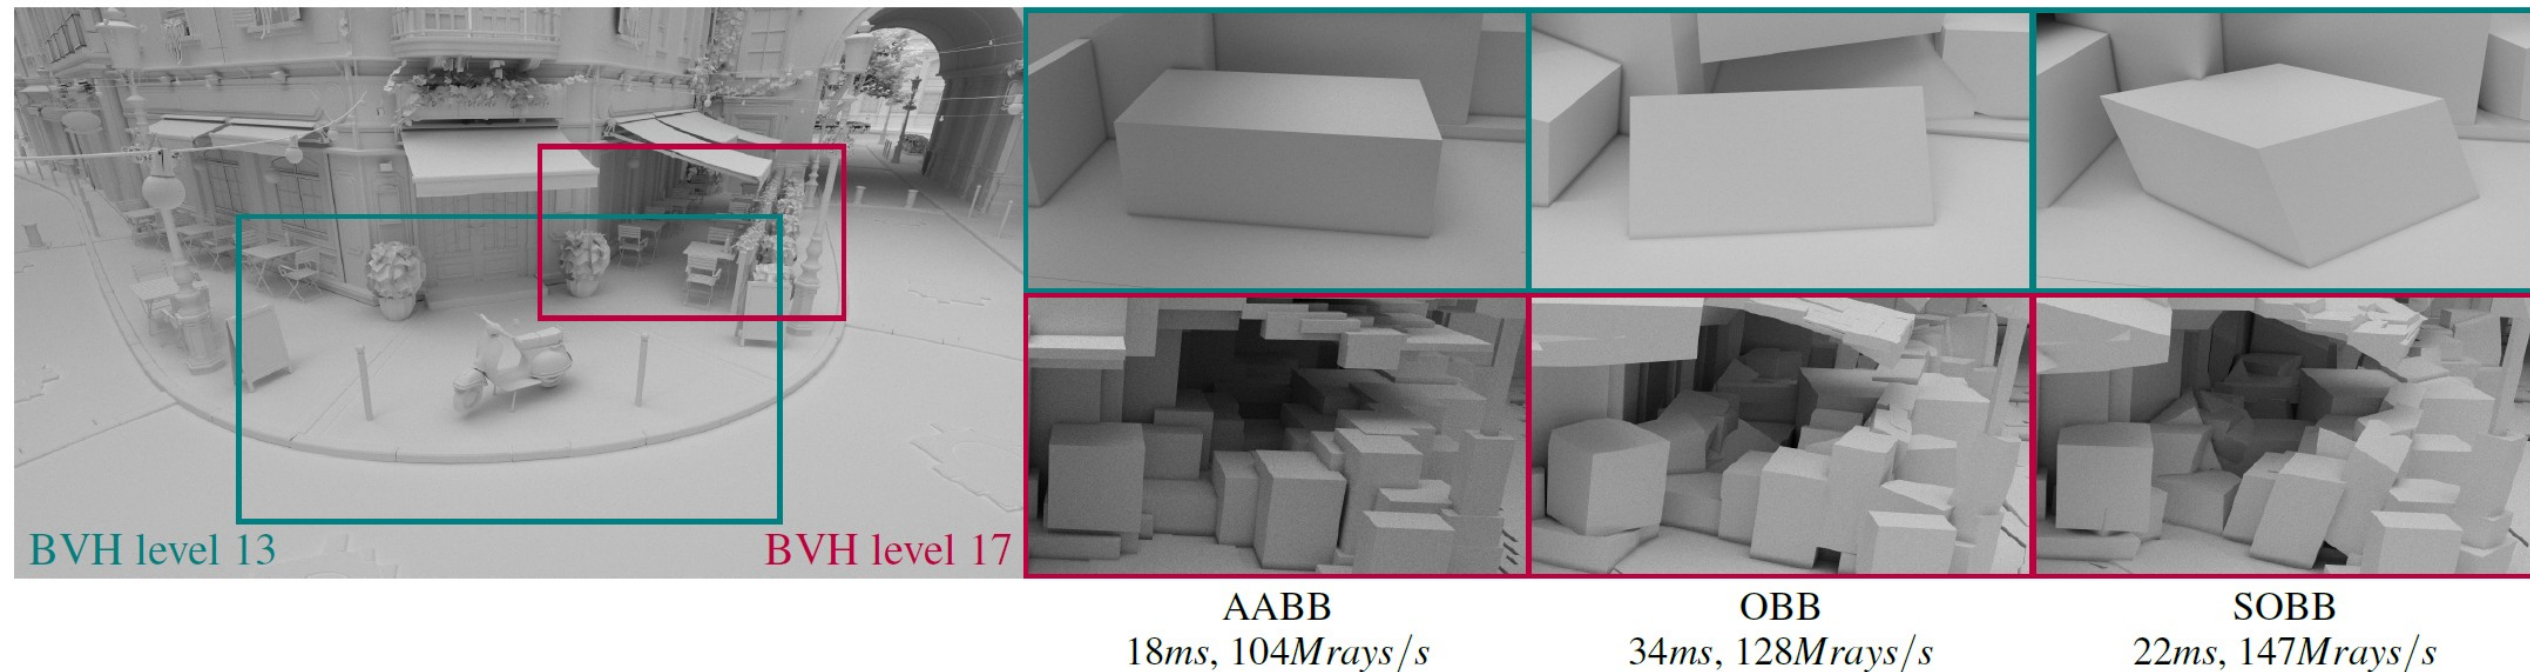 BVH level 13
BVH level 17
AABB
18ms, 104Mrays/s
OBB
34ms, 128Mrays/s
SOBB
22ms, 147Mrays/s